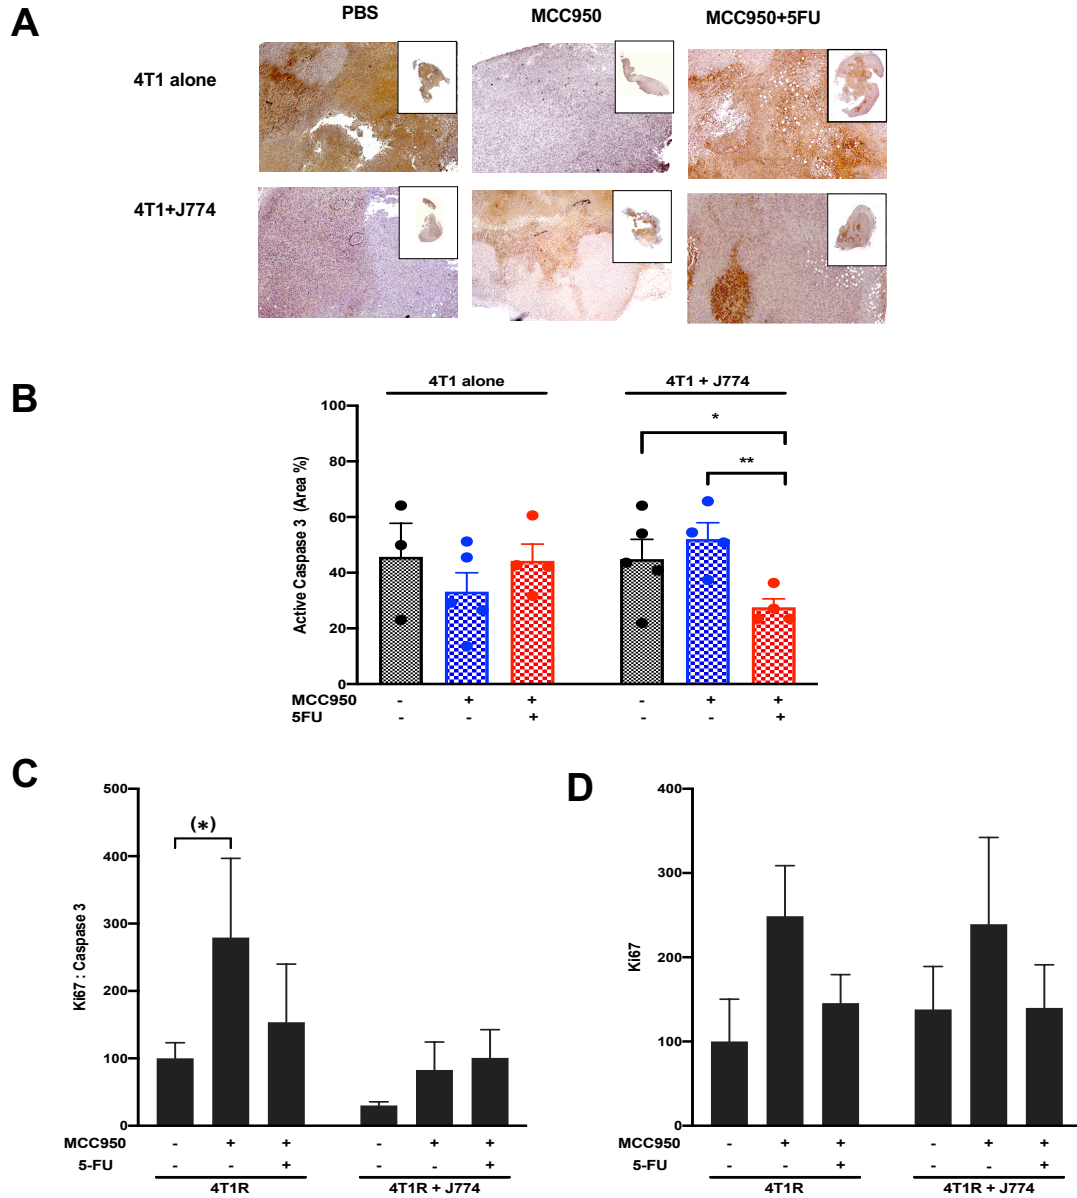 A
PBS MCC950 MCC950+5FU
4T1 alone
4T1+J774
B
4T1 alone 4T1 + J774
100
80
60
40
20
0
Active Caspase 3 (Area %)
*
**
MCC950 - + + - + +
5FU - - + - - +
C
500
400
300
200
100
0
Ki67 : Caspase 3
(*)
MCC950 - + + - + +
5-FU - - + - - +
4T1R 4T1R + J774
D
400
300
200
100
0
Ki67
MCC950 - + + - + +
5-FU - - + - - +
4T1R 4T1R + J774